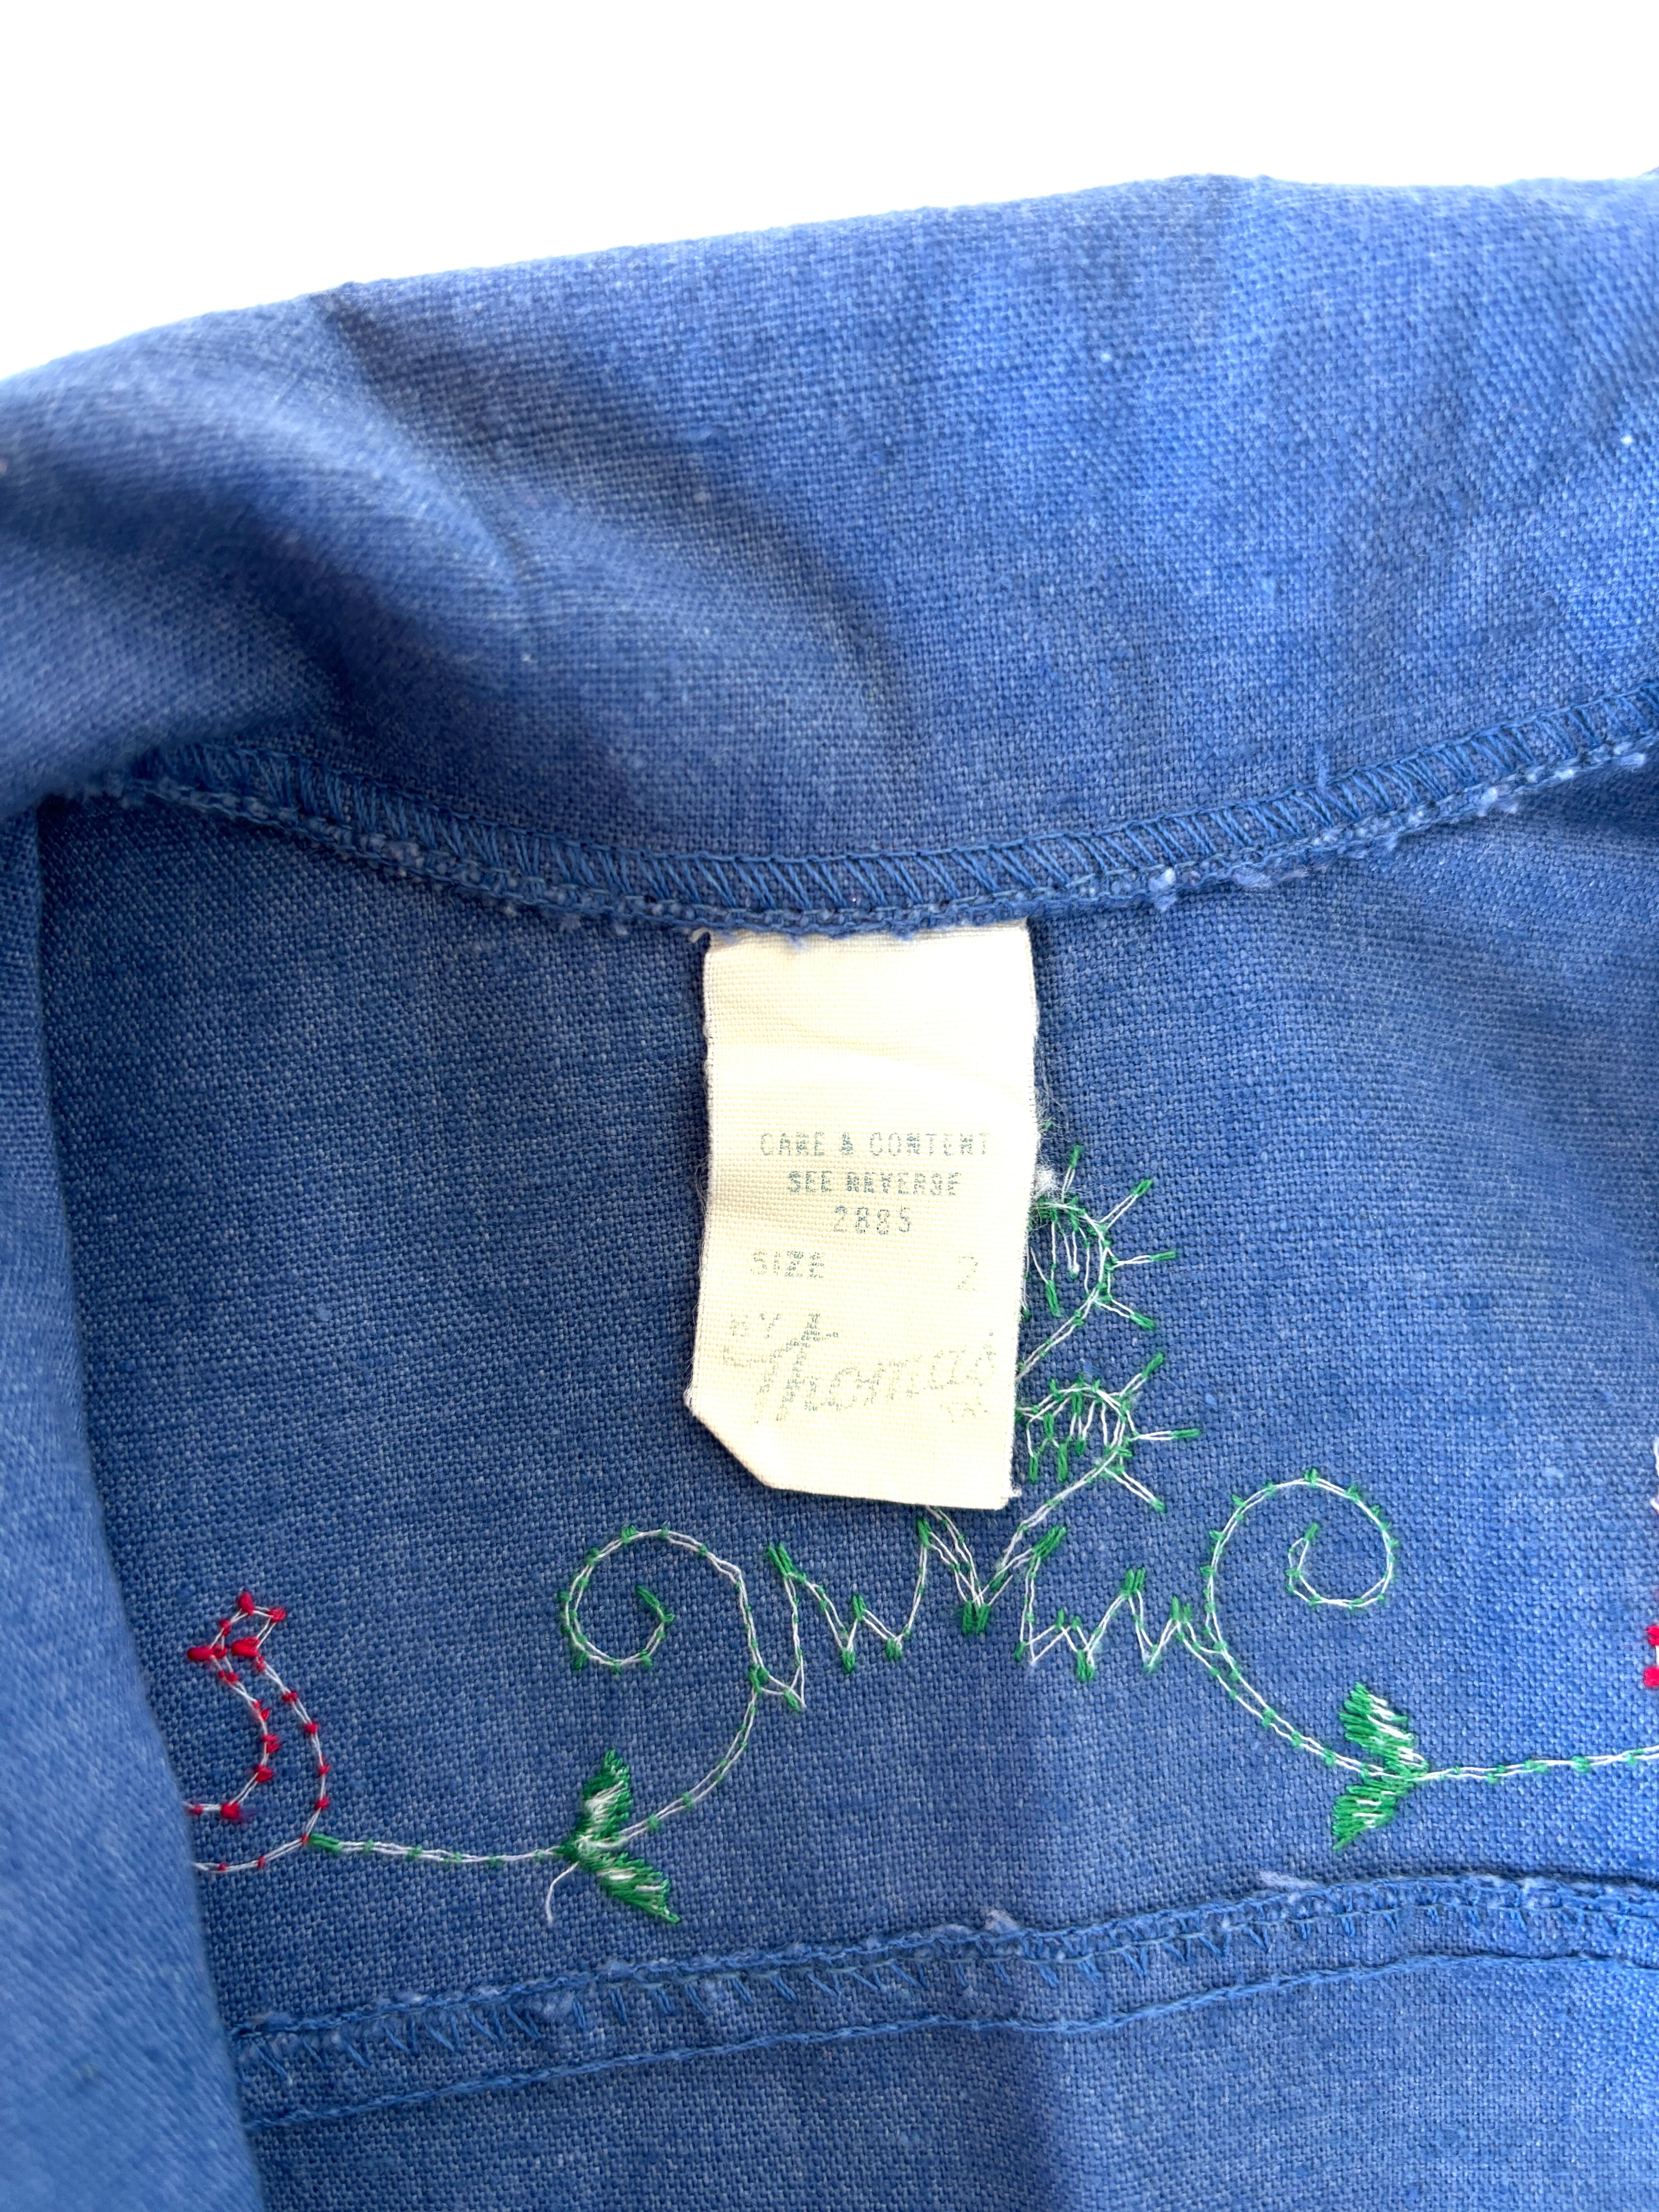 CARE & CONTENT
SEE REVERSE
2885
SIZE 2
BY
Thomas